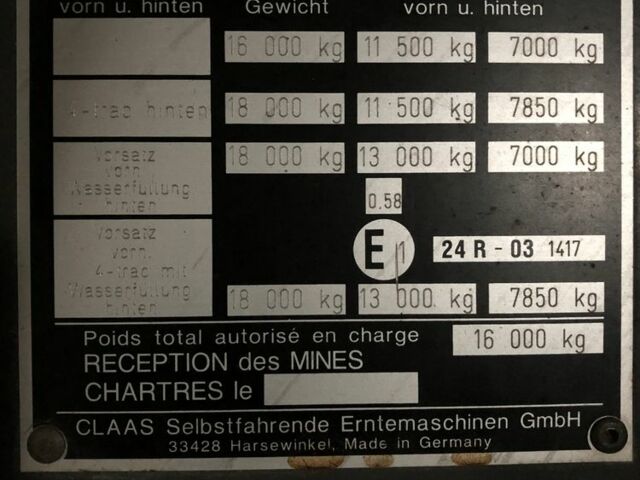 vorn u. hinten Gewicht vorn u. hinten
16 000 kg 11 500 kg 7000 kg
4-trac hinten 18 000 kg 11 500 kg 7850 kg
Vorsatz
vorn. 18 000 kg 13 000 kg 7000 kg
Wasserfüllung
hinten
0.58
Vorsatz
vorn.
E 1 24 R - 03 1417
4-trac mit
Wasserfüllung
hinten 18 000 kg 13 000 kg 7850 kg
Poids total autorisé en charge 16 000 kg
RECEPTION des MINES
CHARTRES le
CLAAS Selbstfahrende Erntemaschinen GmbH
33428 Harsewinkel, Made in Germany